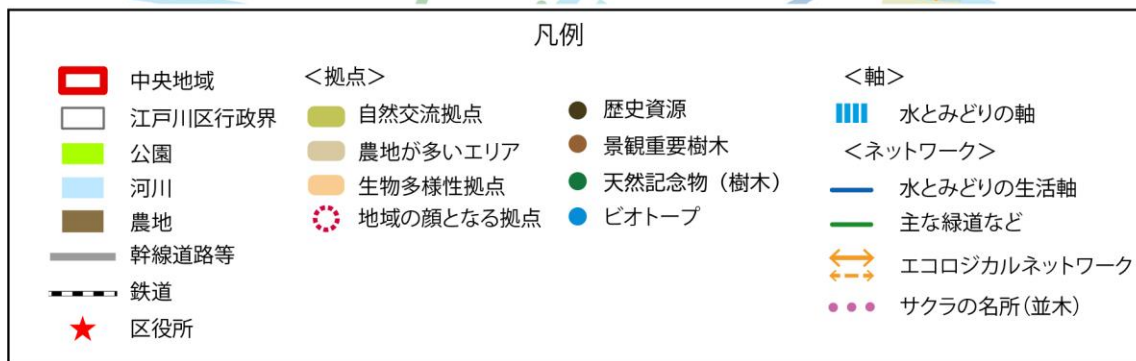 凡例
中央地域
江戸川区行政界
公園
河川
農地
幹線道路等
鉄道
区役所
<拠点>
自然交流拠点
農地が多いエリア
生物多様性拠点
地域の顔となる拠点
歴史資源
景観重要樹木
天然記念物（樹木）
ビオトープ
<軸>
水とみどりの軸
<ネットワーク>
水とみどりの生活軸
主な緑道など
エコロジカルネットワーク
サクラの名所(並木)